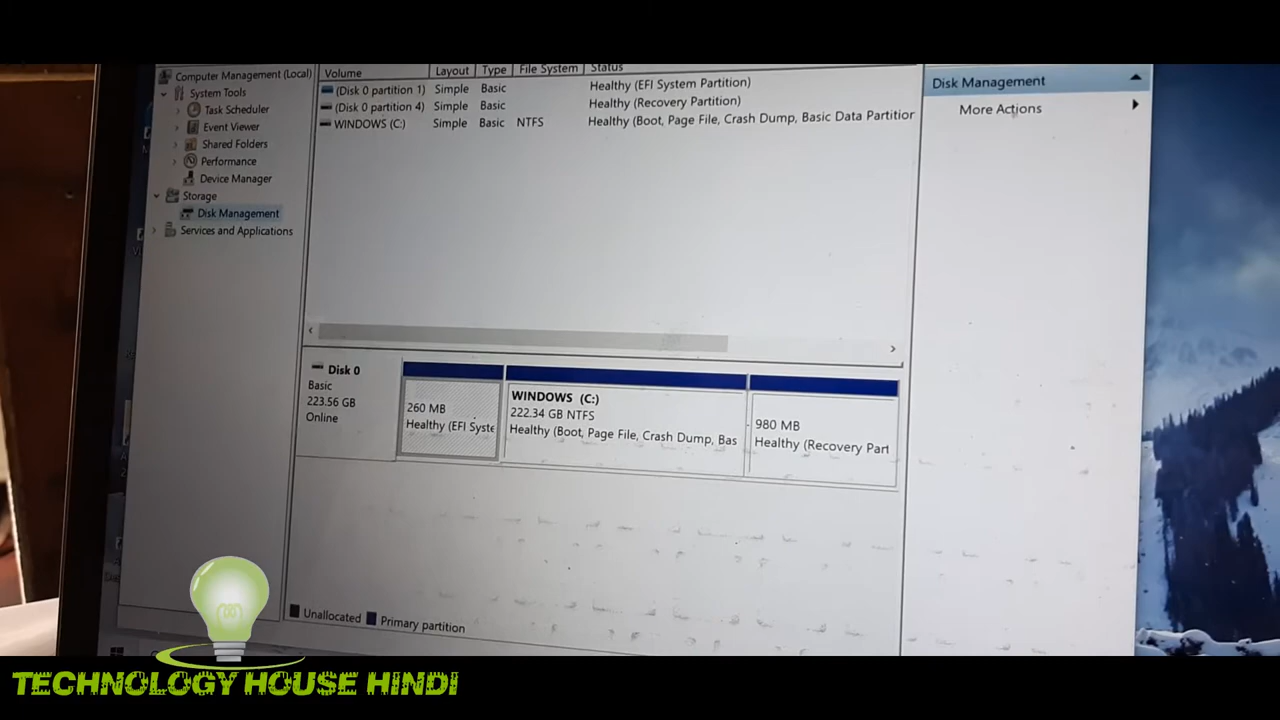 Computer Management (Local)
System Tools
Task Scheduler
Event Viewer
Shared Folders
Performance
Device Manager
Storage
Disk Management
Services and Applications
Volume Layout Type File System Status
(Disk 0 partition 1) Simple Basic Healthy (EFI System Partition)
(Disk 0 partition 4) Simple Basic Healthy (Recovery Partition)
WINDOWS (C:) Simple Basic NTFS Healthy (Boot, Page File, Crash Dump, Basic Data Partition
Disk Management
More Actions
Disk 0
Basic
223.56 GB
Online
260 MB
Healthy (EFI Syste
WINDOWS (C:)
222.34 GB NTFS
Healthy (Boot, Page File, Crash Dump, Bas
980 MB
Healthy (Recovery Part
Unallocated Primary partition
TECHNOLOGY HOUSE HINDI